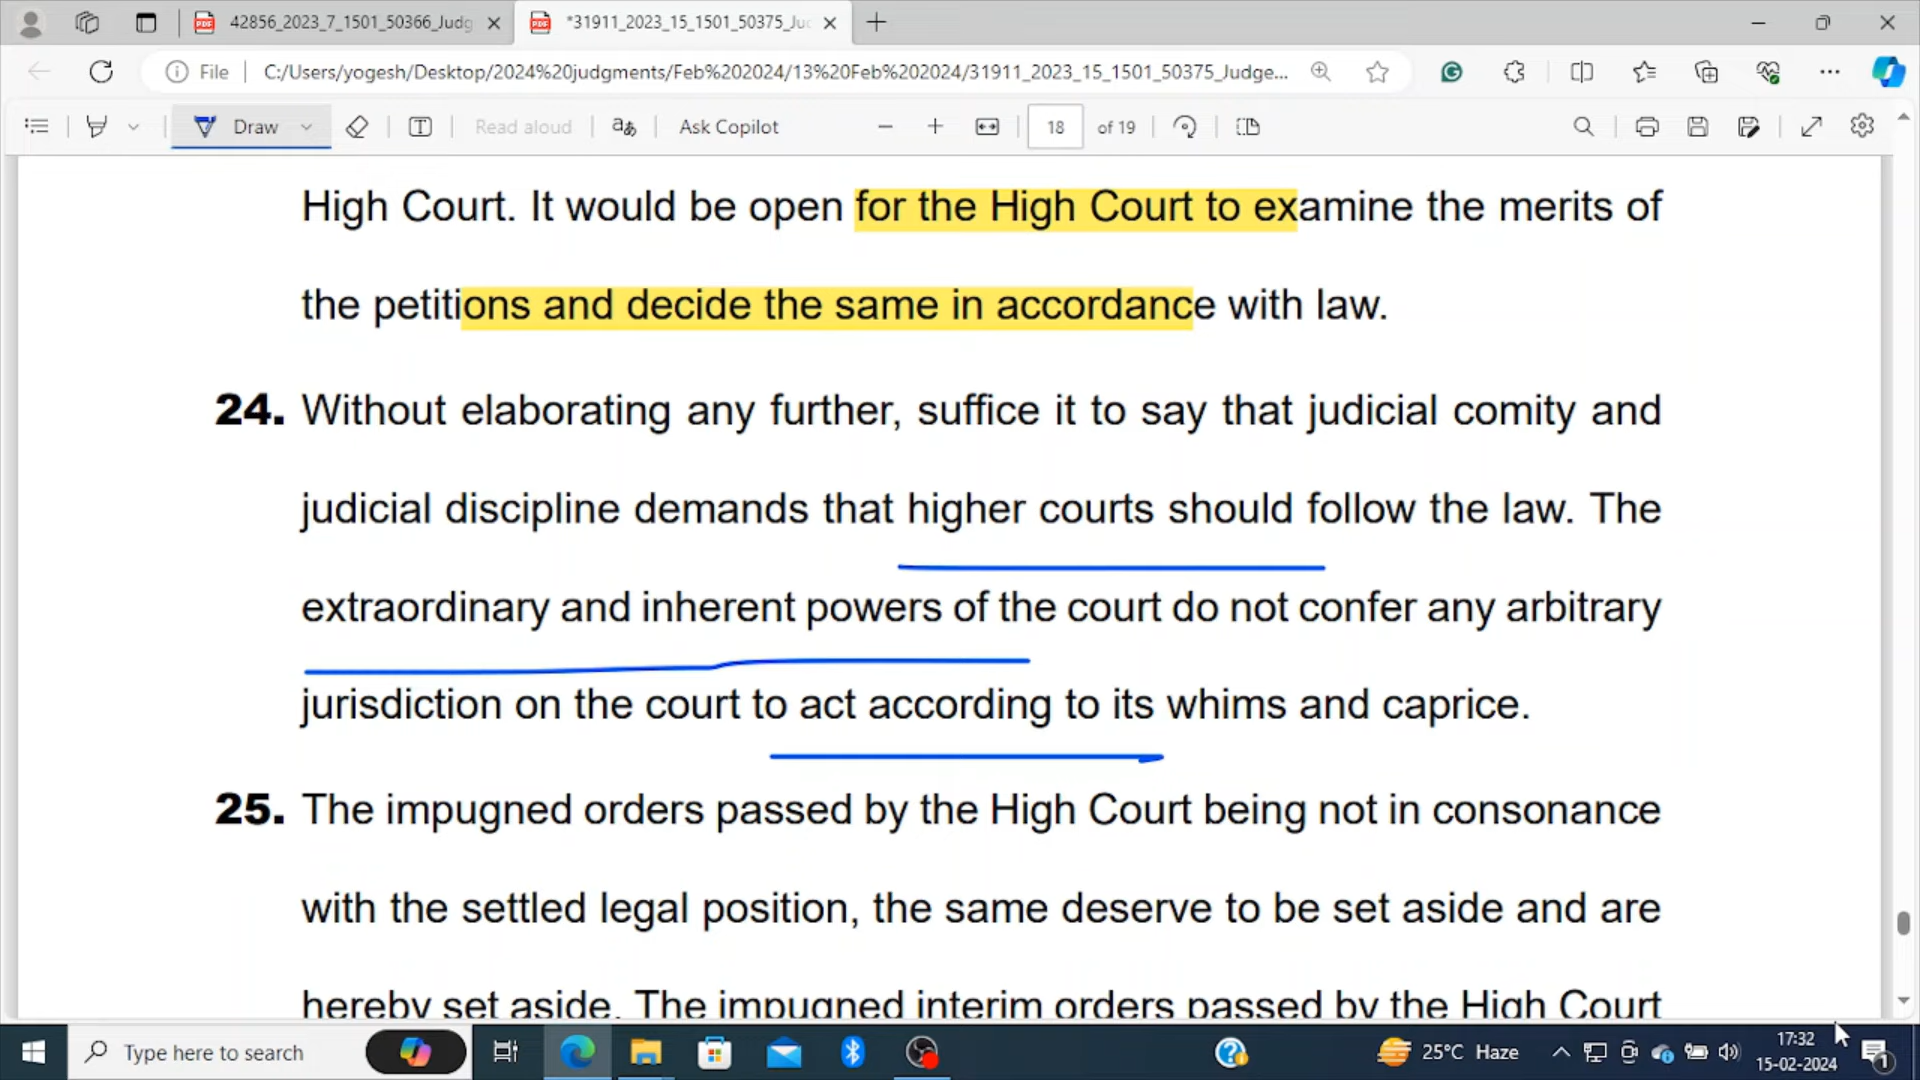 42856_2023_7_1501_50366_Judg
*31911_2023_15_1501_50375_Ju
File
C:/Users/yogesh/Desktop/2024%20judgments/Feb%202024/13%20Feb%202024/31911_2023_15_1501_50375_Judge...
Draw
Read aloud
aあ
Ask Copilot
18
of 19
High Court. It would be open for the High Court to examine the merits of
the petitions and decide the same in accordance with law.
24. Without elaborating any further, suffice it to say that judicial comity and
judicial discipline demands that higher courts should follow the law. The
extraordinary and inherent powers of the court do not confer any arbitrary
jurisdiction on the court to act according to its whims and caprice.
25. The impugned orders passed by the High Court being not in consonance
with the settled legal position, the same deserve to be set aside and are
hereby set aside. The impugned interim orders passed by the High Court
Type here to search
25°C Haze
17:32
15-02-2024
1